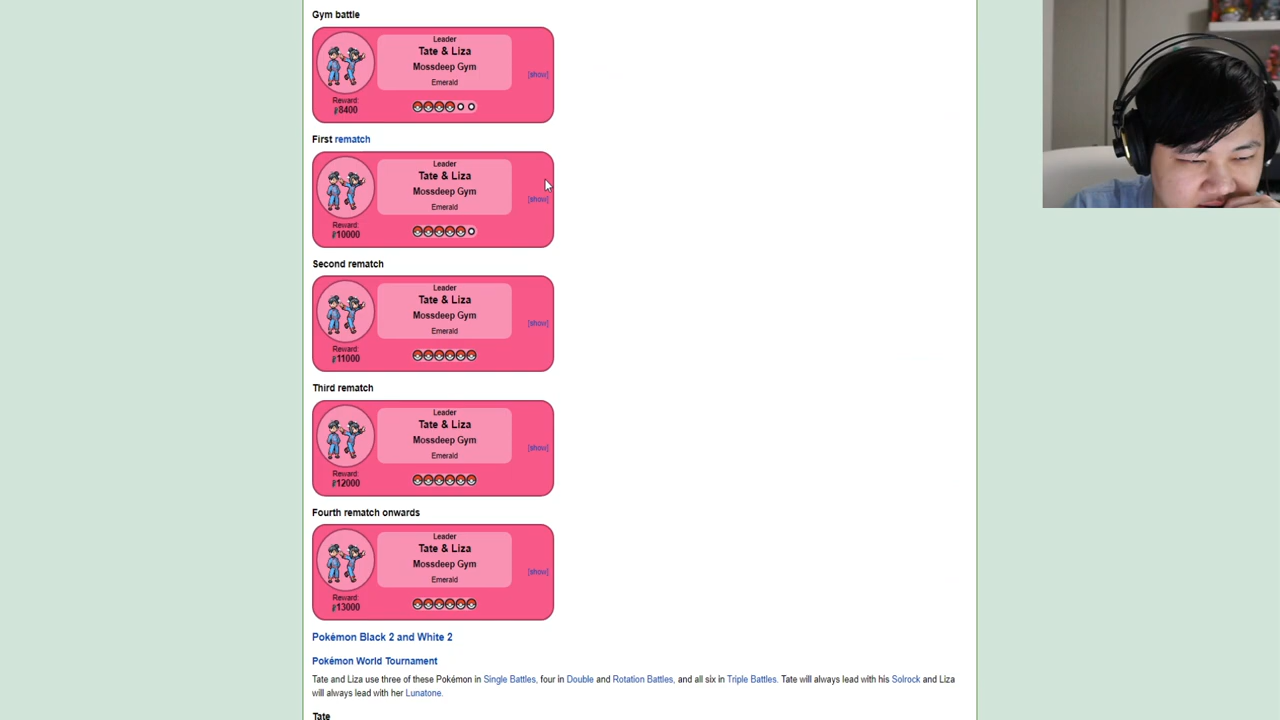 Gym battle
Leader
Tate & Liza
Mossdeep Gym
Emerald
[show]
Reward:
8400
First rematch
Leader
Tate & Liza
Mossdeep Gym
Emerald
[show]
Reward:
10000
Second rematch
Leader
Tate & Liza
Mossdeep Gym
Emerald
[show]
Reward:
11000
Third rematch
Leader
Tate & Liza
Mossdeep Gym
Emerald
[show]
Reward:
12000
Fourth rematch onwards
Leader
Tate & Liza
Mossdeep Gym
Emerald
[show]
Reward:
13000
Pokémon Black 2 and White 2
Pokémon World Tournament
Tate and Liza use three of these Pokémon in Single Battles, four in Double and Rotation Battles, and all six in Triple Battles. Tate will always lead with his Solrock and Liza
will always lead with her Lunatone.
Tate